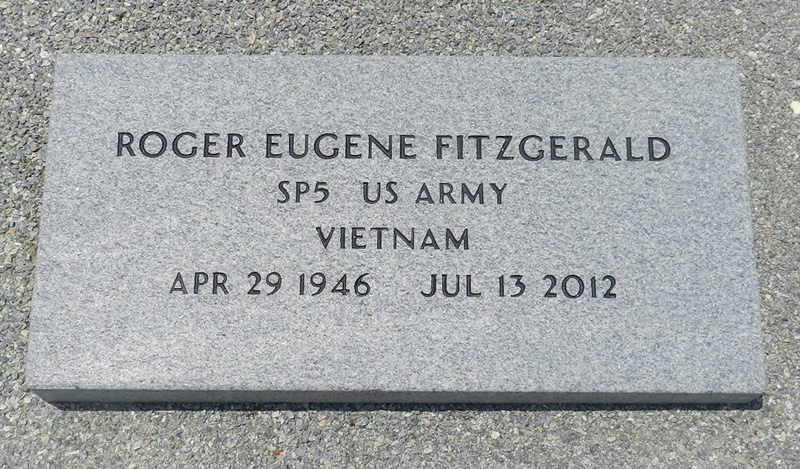 ROGER EUGENE FITZGERALD
SP5 US ARMY
VIETNAM
APR 29 1946 JUL 13 2012